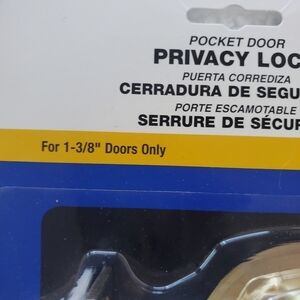 POCKET DOOR
PRIVACY LOC
PUERTA CORREDIZA
CERRADURA DE SEGU
PORTE ESCAMOTABLE
SERRURE DE SÉCUR
For 1-3/8" Doors Only